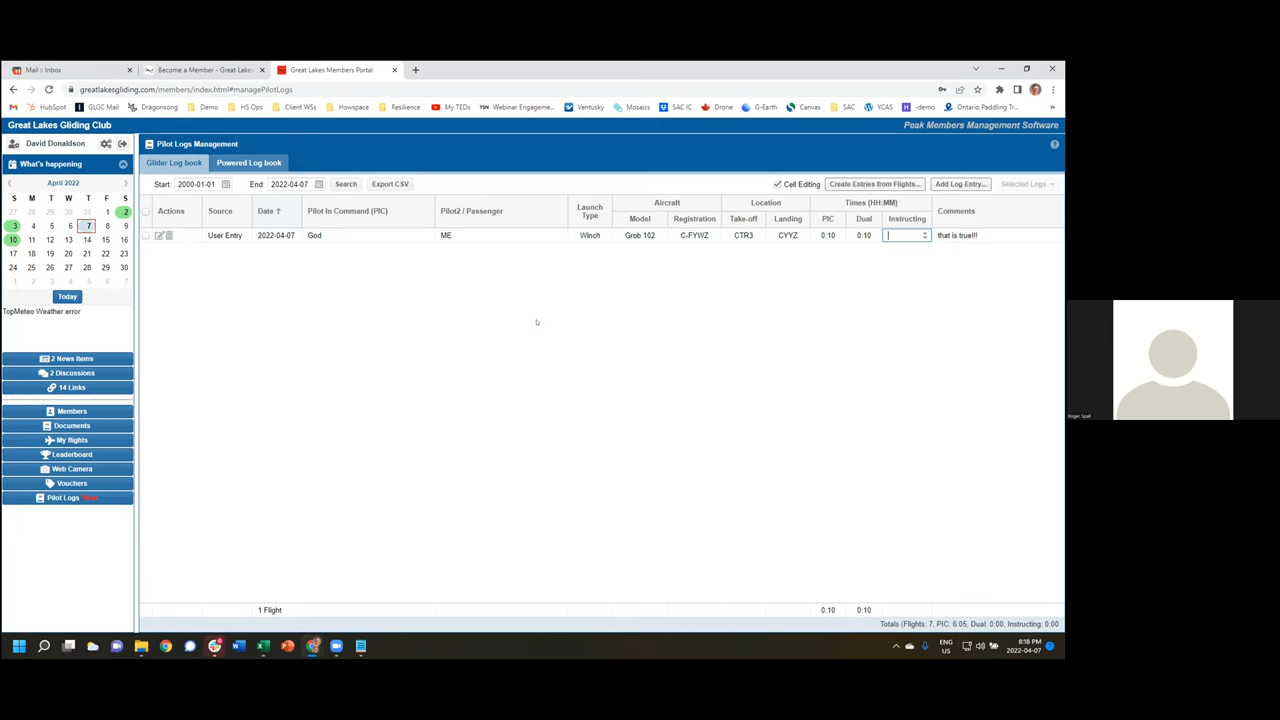 Mail :: Inbox
Become a Member - Great Lakes
Great Lakes Members Portal
greatlakesgliding.com/members/index.html#managePilotLogs
HubSpot GLGC Mail Dragonsong Demo HS Ops Client WSs Howspace Resilience My TEDx Webinar Engageme... Ventusky Mosaics SAC IC Drone G-Earth Canvas SAC YCAS -demo Ontario Paddling Tr...
Great Lakes Gliding Club
Peak Members Management Software
David Donaldson
What's happening
Pilot Logs Management
Glider Log book Powered Log book
April 2022
Start: 2000-01-01 End: 2022-04-07 Search Export CSV Cell Editing Create Entries from Flights... Add Log Entry... Selected Logs
S M T W T F S
27 28 29 30 31 1 2
3 4 5 6 7 8 9
10 11 12 13 14 15 16
17 18 19 20 21 22 23
24 25 26 27 28 29 30
1 2 3 4 5 6 7
Today
TopMeteo Weather error
2 News Items
2 Discussions
14 Links
Members
Documents
My flights
Leaderboard
Web Camera
Vouchers
Pilot Logs
Actions Source Date Pilot In Command (PIC) Pilot2 / Passenger Launch Type Aircraft Location Times (HH:MM) Comments
Model Registration Take-off Landing PIC Dual Instructing
User Entry 2022-04-07 God ME Winch Grob 102 C-FYWZ CTR3 CYYZ 0:10 0:10 that is true!!!
1 Flight 0:10 0:10
Totals (Flights: 7, PIC: 6:05, Dual: 0:00, Instructing: 0:00
ENG
US
8:18 PM
2022-04-07
Roger Spall